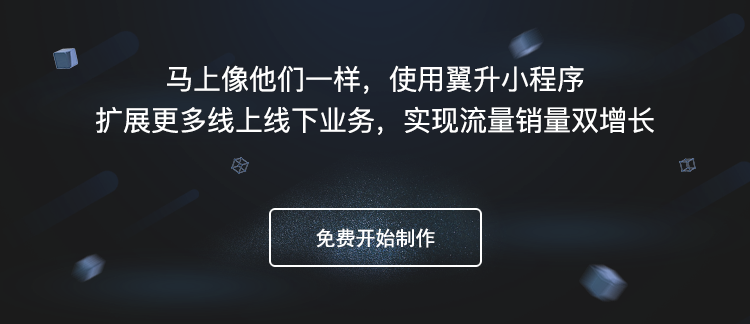 马上像他们一样，使用翼升小程序
扩展更多线上线下业务，实现流量销量双增长
免费开始制作